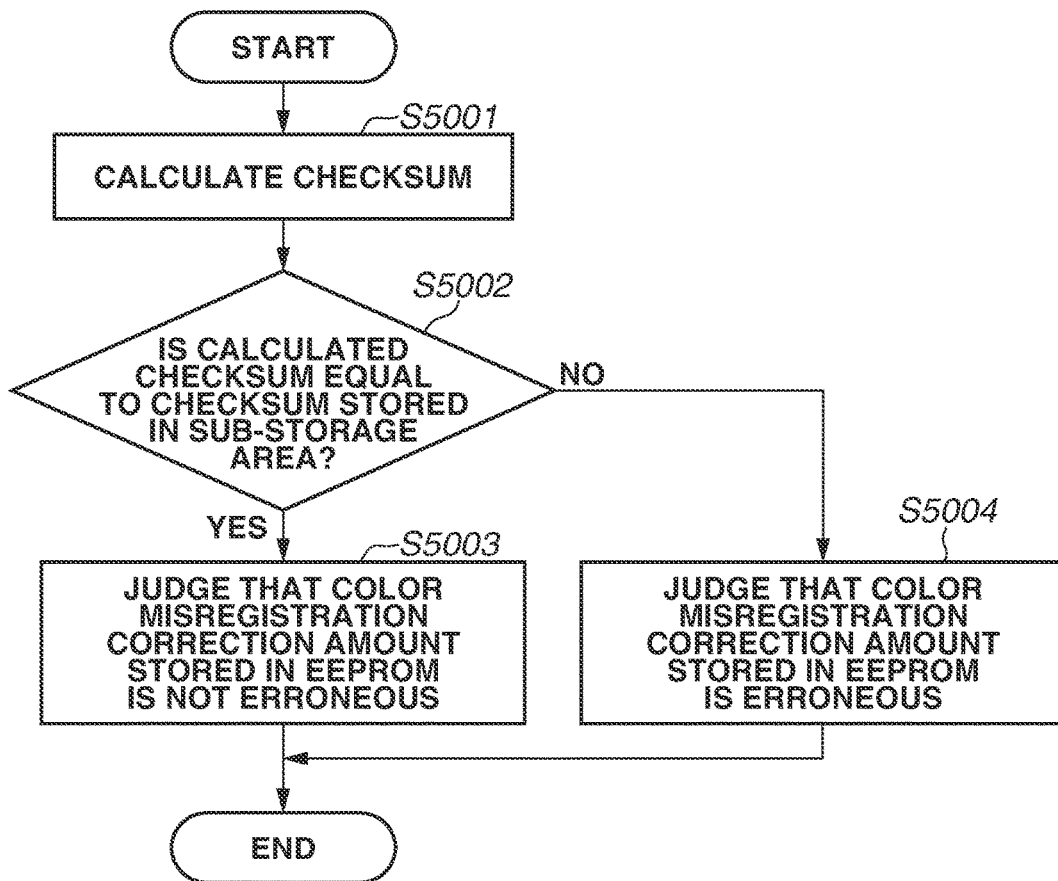 START
S5001
CALCULATE CHECKSUM
S5002
IS CALCULATED
CHECKSUM EQUAL
TO CHECKSUM STORED
IN SUB-STORAGE
AREA?
NO
YES
S5003
JUDGE THAT COLOR
MISREGISTRATION
CORRECTION AMOUNT
STORED IN EEPROM
IS NOT ERRONEOUS
S5004
JUDGE THAT COLOR
MISREGISTRATION
CORRECTION AMOUNT
STORED IN EEPROM
IS ERRONEOUS
END